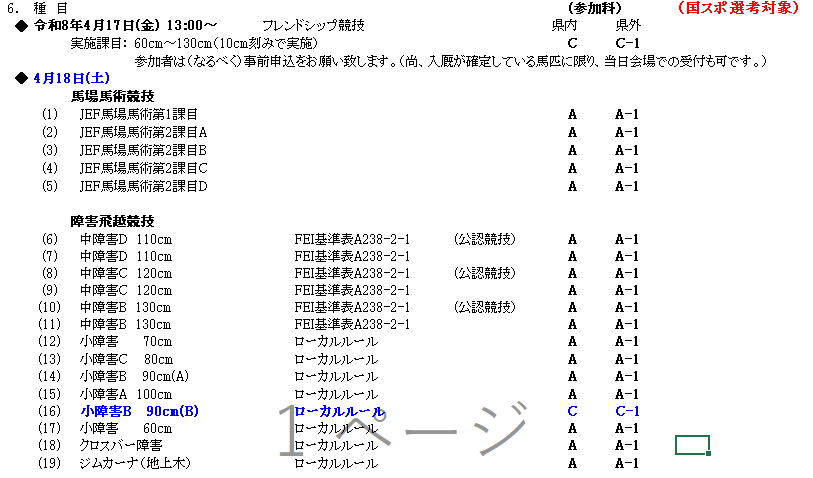 6. 種 目 (参加料) (国スポ選考対象)
◆ 令和8年4月17日(金) 13:00～ フレンドシップ競技 県内 県外
実施課目: 60cm～130cm(10cm刻みで実施) C C-1
参加者は(なるべく)事前申込をお願い致します。(尚、入厩が確定している馬匹に限り、当日会場での受付も可です。)
◆ 4月18日(土)
馬場馬術競技
(1) JEF馬場馬術第1課目 A A-1
(2) JEF馬場馬術第2課目A A A-1
(3) JEF馬場馬術第2課目B A A-1
(4) JEF馬場馬術第2課目C A A-1
(5) JEF馬場馬術第2課目D A A-1
障害飛越競技
(6) 中障害D 110cm FEI基準表A238-2-1 (公認競技) A A-1
(7) 中障害D 110cm FEI基準表A238-2-1 A A-1
(8) 中障害C 120cm FEI基準表A238-2-1 (公認競技) A A-1
(9) 中障害C 120cm FEI基準表A238-2-1 A A-1
(10) 中障害B 130cm FEI基準表A238-2-1 (公認競技) A A-1
(11) 中障害B 130cm FEI基準表A238-2-1 A A-1
(12) 小障害 70cm ローカルルール A A-1
(13) 小障害C 80cm ローカルルール A A-1
(14) 小障害B 90cm(A) ローカルルール A A-1
(15) 小障害A 100cm ローカルルール A A-1
(16) 小障害B 90cm(B) ローカルルール C C-1
(17) 小障害 60cm ローカルルール A A-1
(18) クロスバー障害 ローカルルール A A-1
(19) ジムカーナ(地上木) ローカルルール A A-1
1 ページ